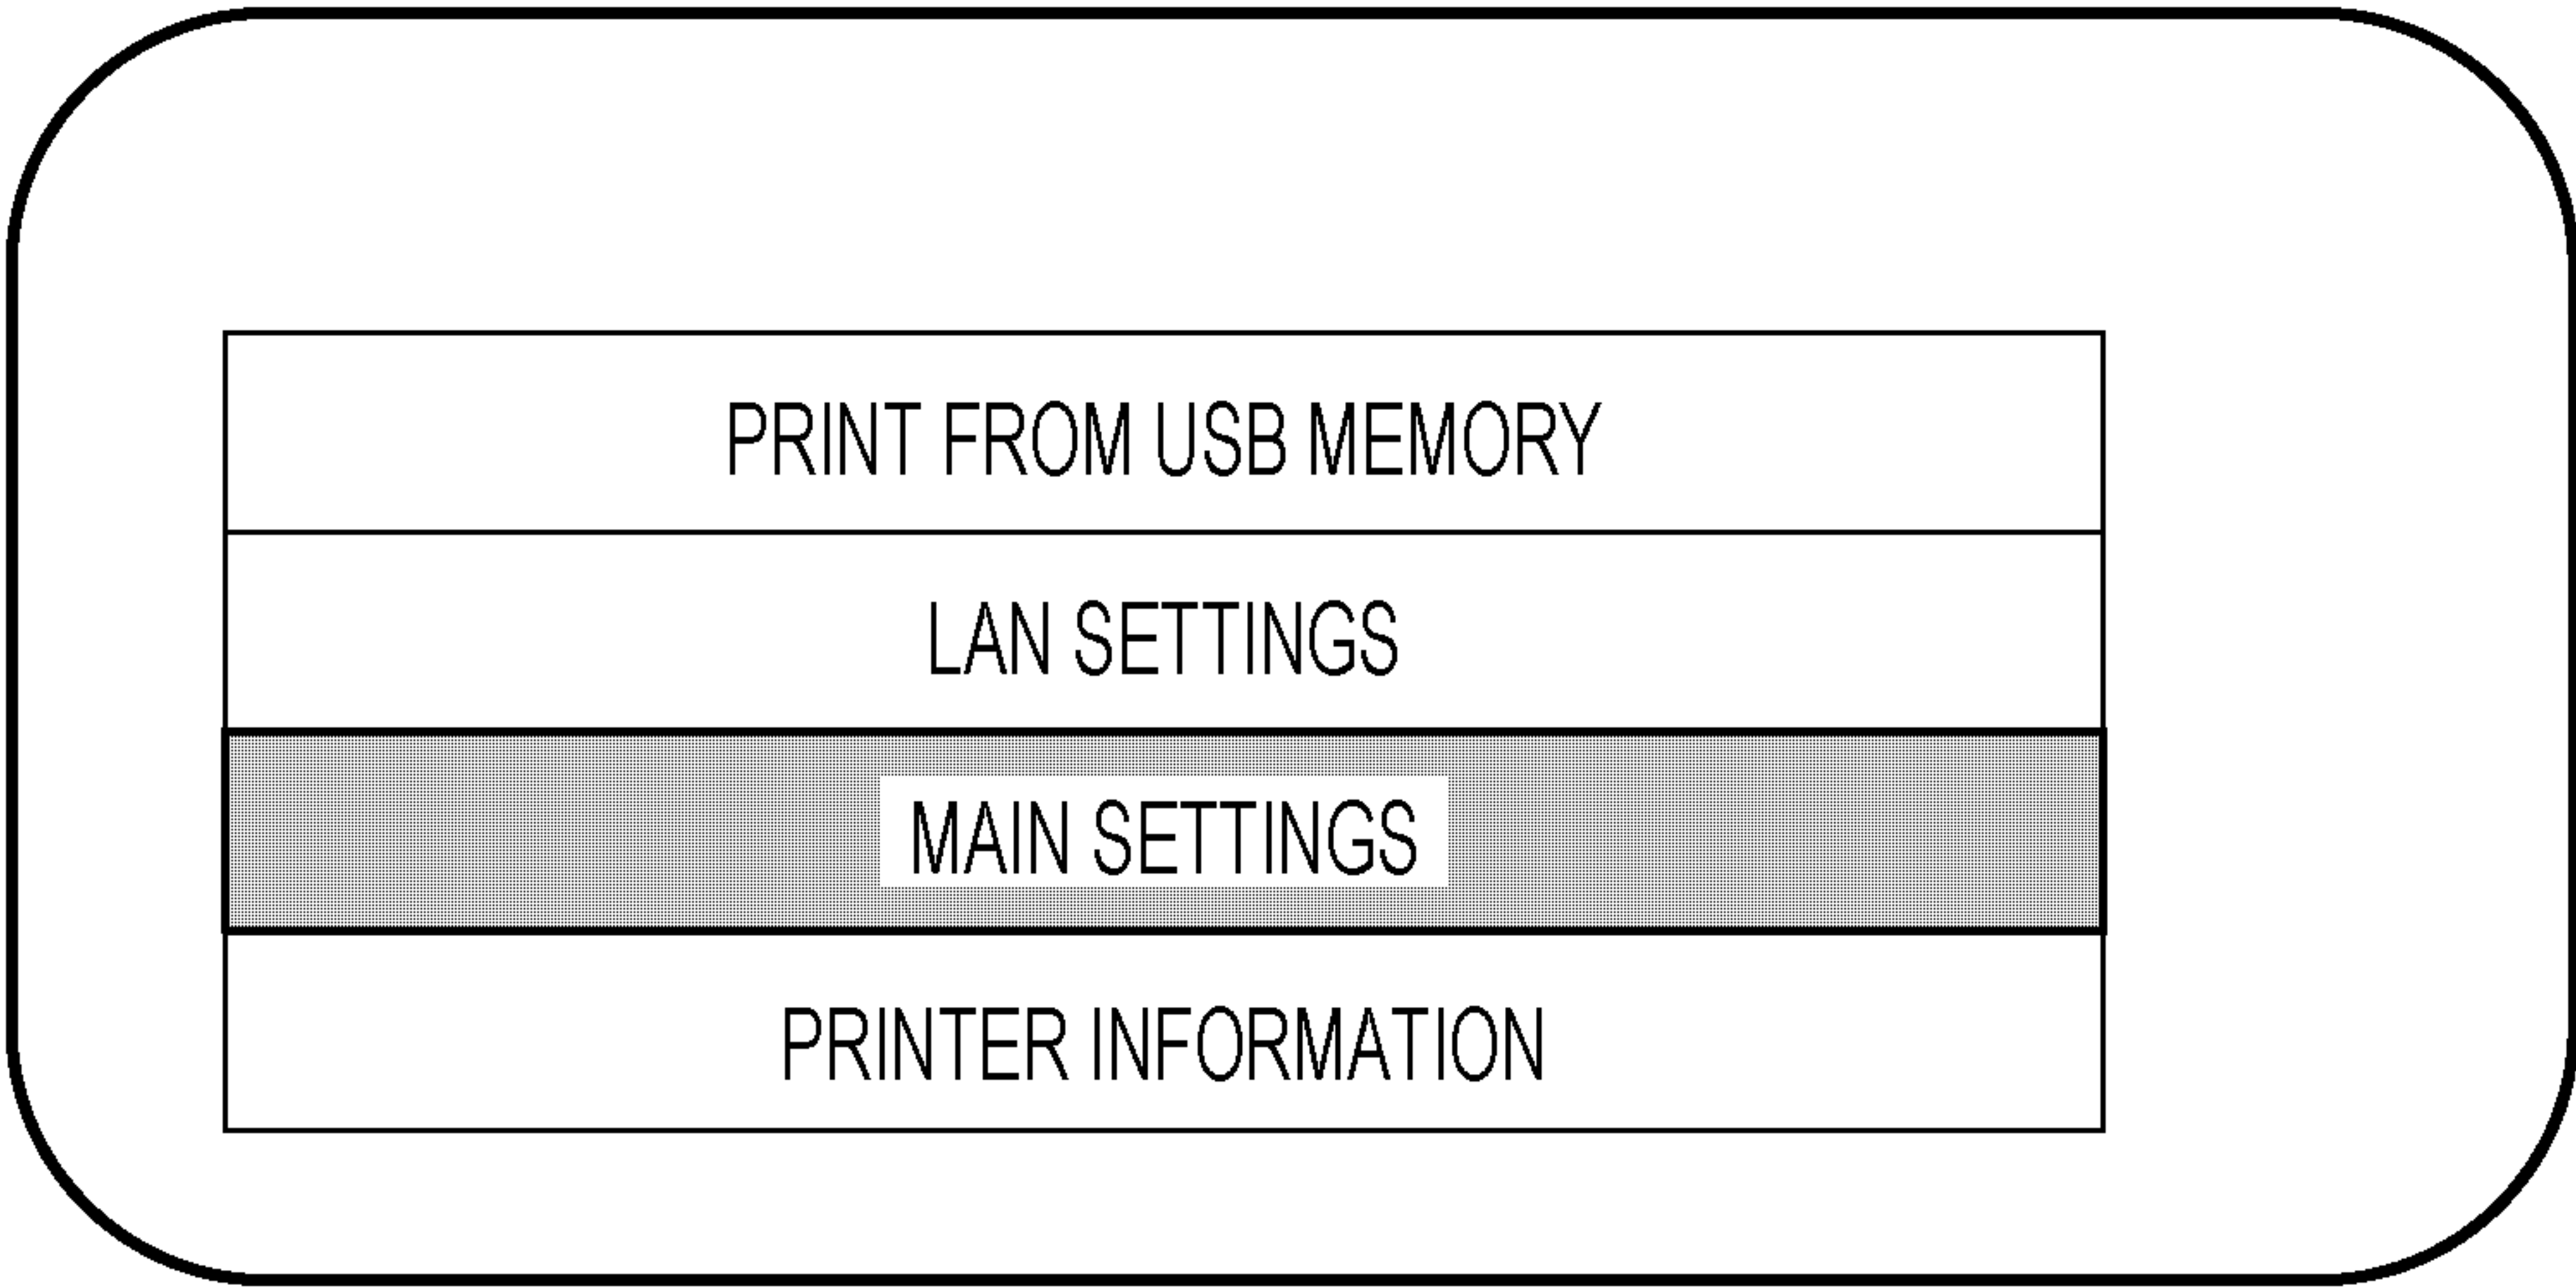 PRINT FROM USB MEMORY
LAN SETTINGS
MAIN SETTINGS
PRINTER INFORMATION